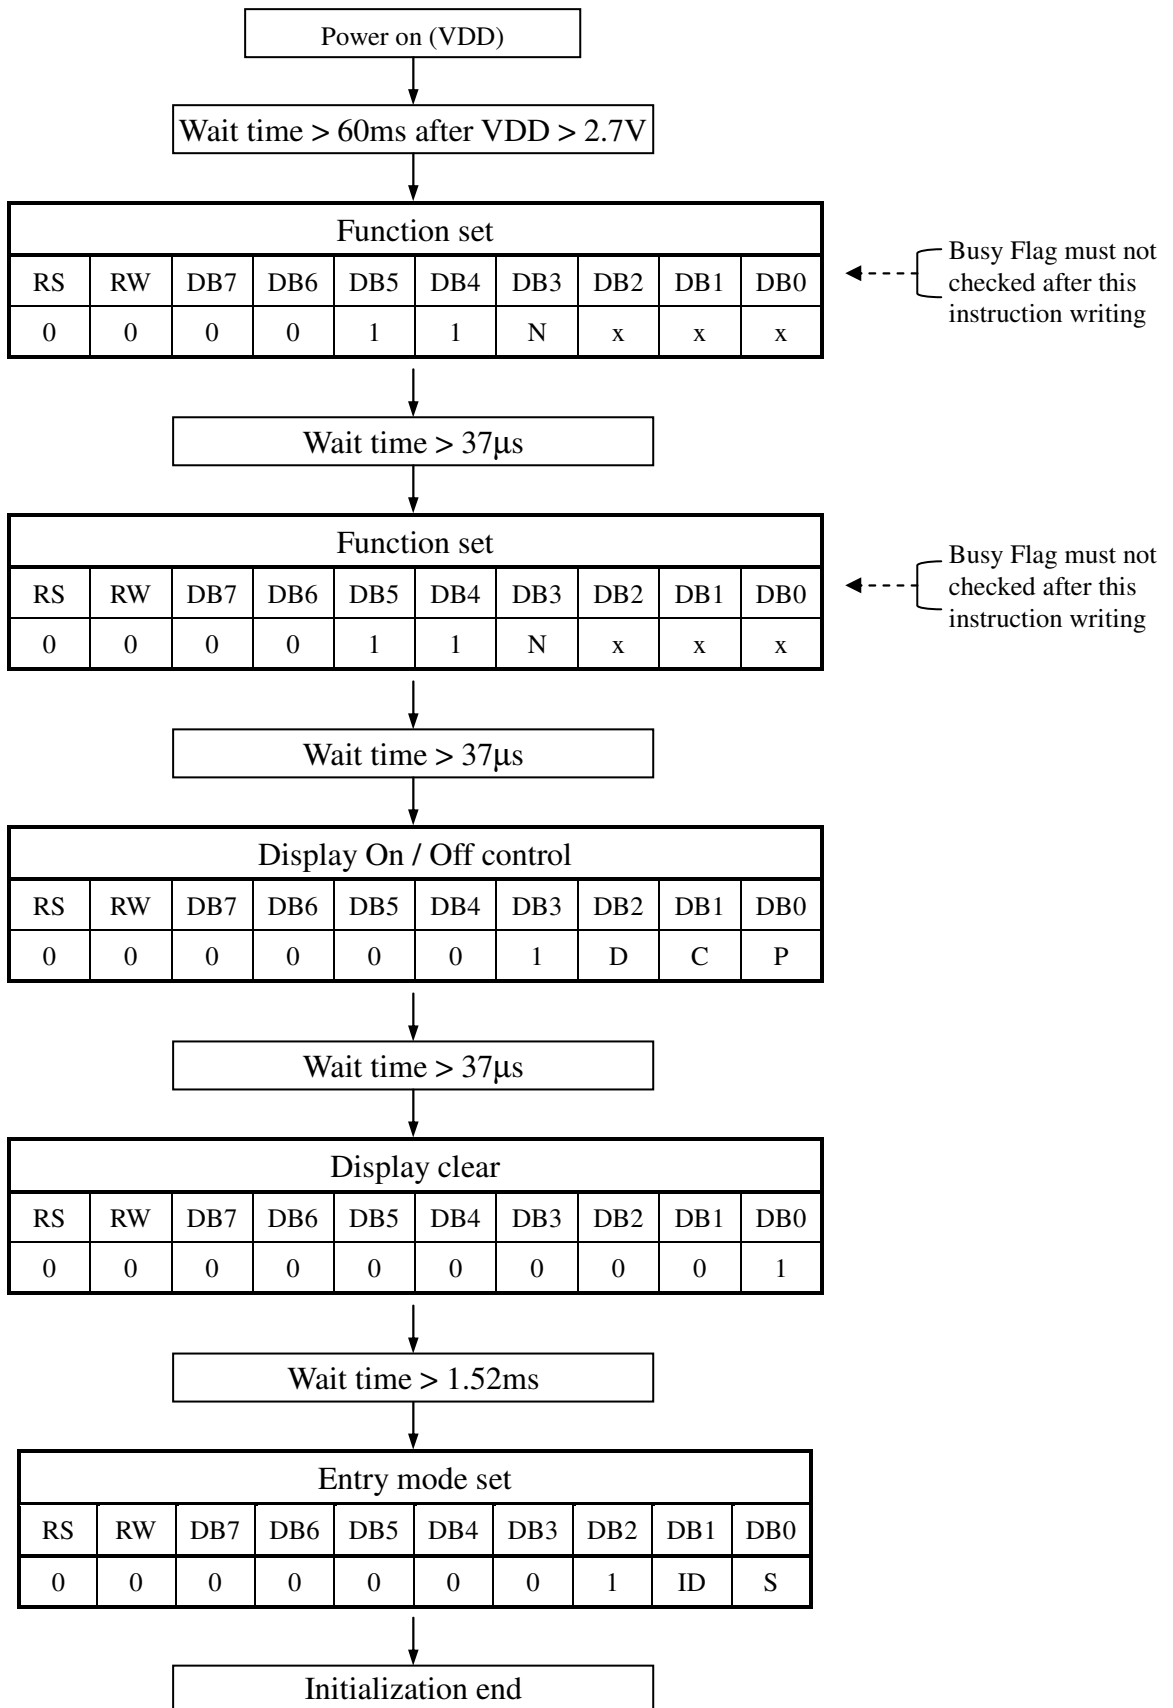 Power on (VDD)
Wait time > 60ms after VDD > 2.7V
Function set
RS RW DB7 DB6 DB5 DB4 DB3 DB2 DB1 DB0
0 0 0 0 1 1 N x x x
Busy Flag must not
checked after this
instruction writing
Wait time > 37μs
Function set
RS RW DB7 DB6 DB5 DB4 DB3 DB2 DB1 DB0
0 0 0 0 1 1 N x x x
Busy Flag must not
checked after this
instruction writing
Wait time > 37μs
Display On / Off control
RS RW DB7 DB6 DB5 DB4 DB3 DB2 DB1 DB0
0 0 0 0 0 0 1 D C P
Wait time > 37μs
Display clear
RS RW DB7 DB6 DB5 DB4 DB3 DB2 DB1 DB0
0 0 0 0 0 0 0 0 0 1
Wait time > 1.52ms
Entry mode set
RS RW DB7 DB6 DB5 DB4 DB3 DB2 DB1 DB0
0 0 0 0 0 0 0 1 ID S
Initialization end